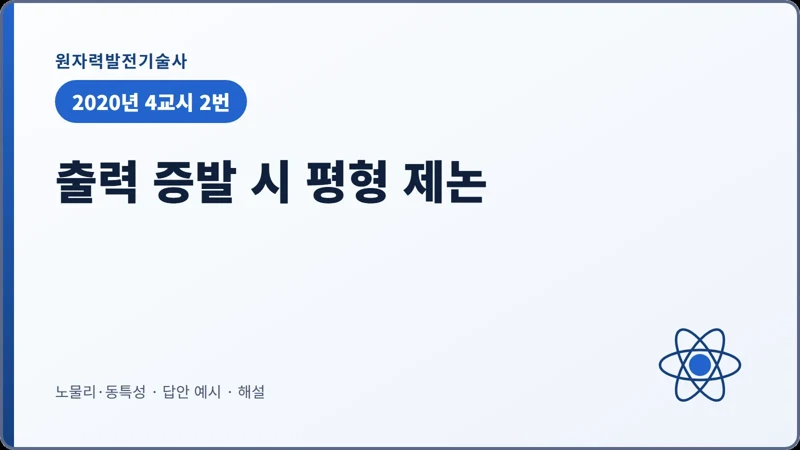 원자력발전기술사
2020년 4교시 2번
출력 증발 시 평형 제논
노물리·동특성 · 답안 예시 · 해설